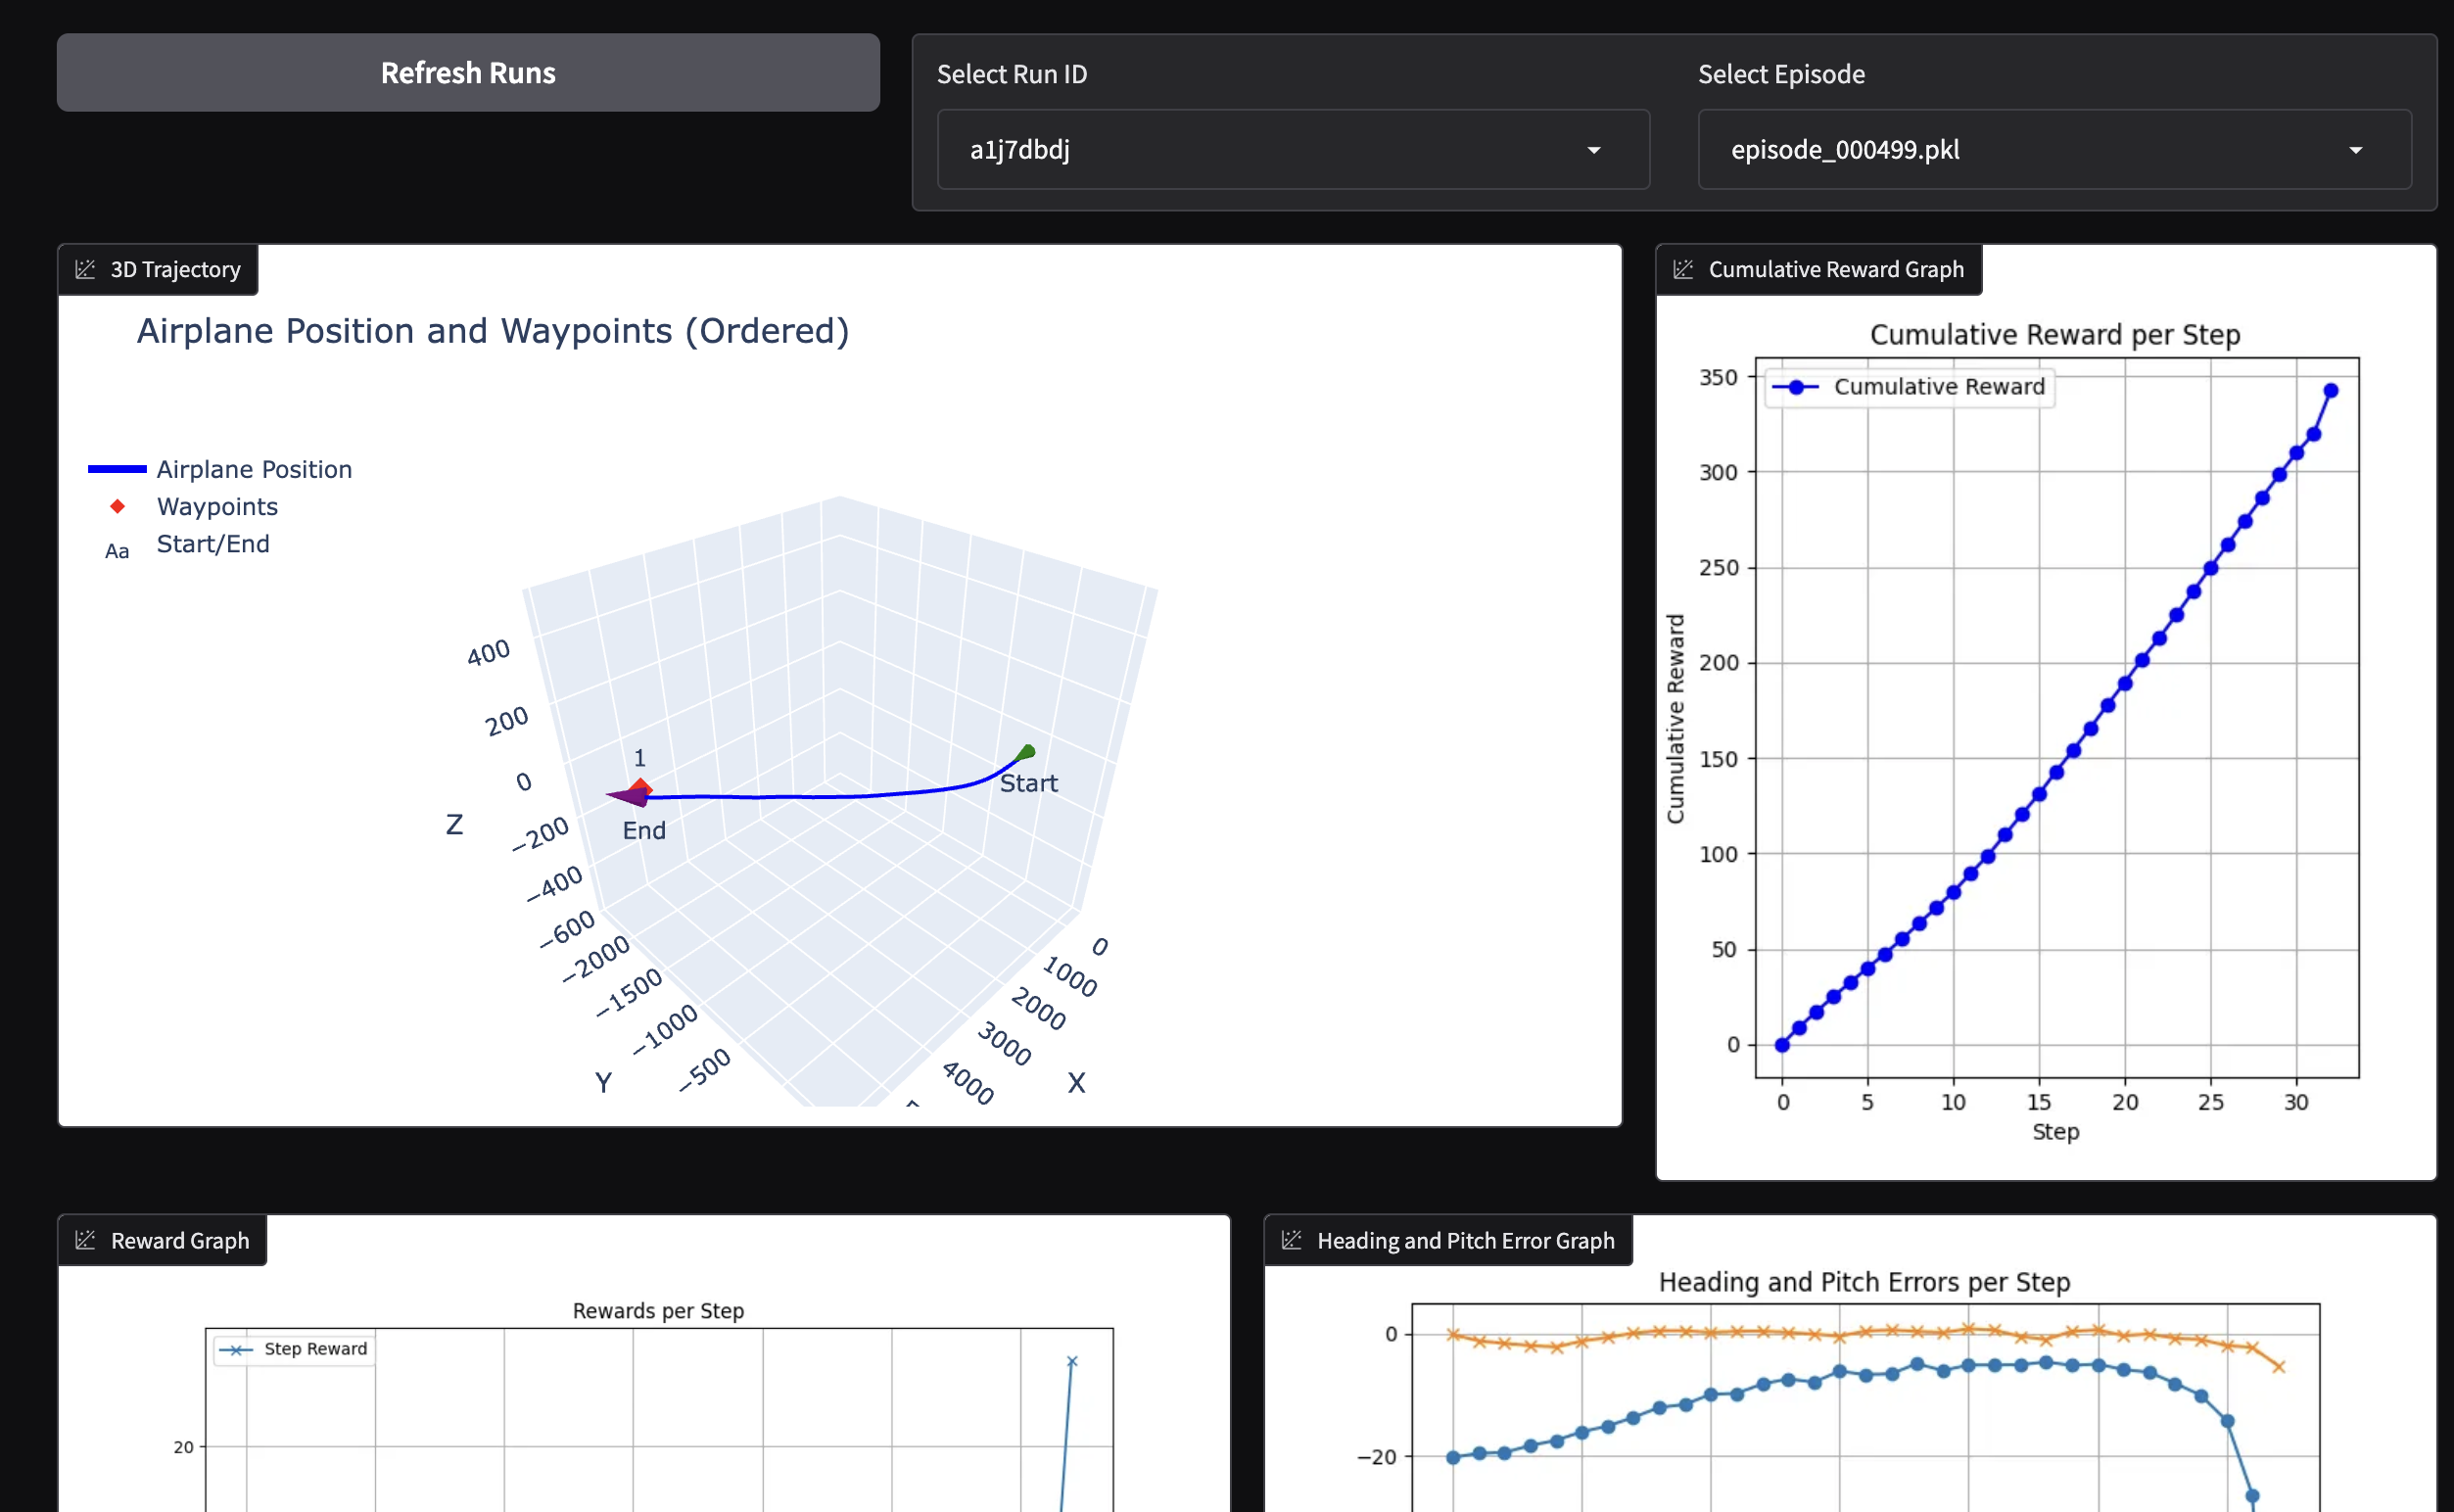 Refresh Runs
Select Run ID
Select Episode
a1j7dbdj
episode_000499.pkl
3D Trajectory
Airplane Position and Waypoints (Ordered)
Airplane Position
Waypoints
Aa Start/End
400
200
0
−200
−400
−600
Z
1
End
Start
−2000
−1500
−1000
−500
Y
0
1000
2000
3000
4000
X
Cumulative Reward Graph
Cumulative Reward per Step
Cumulative Reward
350
300
250
200
150
100
50
0
Cumulative Reward
0 5 10 15 20 25 30
Step
Reward Graph
Rewards per Step
Step Reward
20
Heading and Pitch Error Graph
Heading and Pitch Errors per Step
0
−20